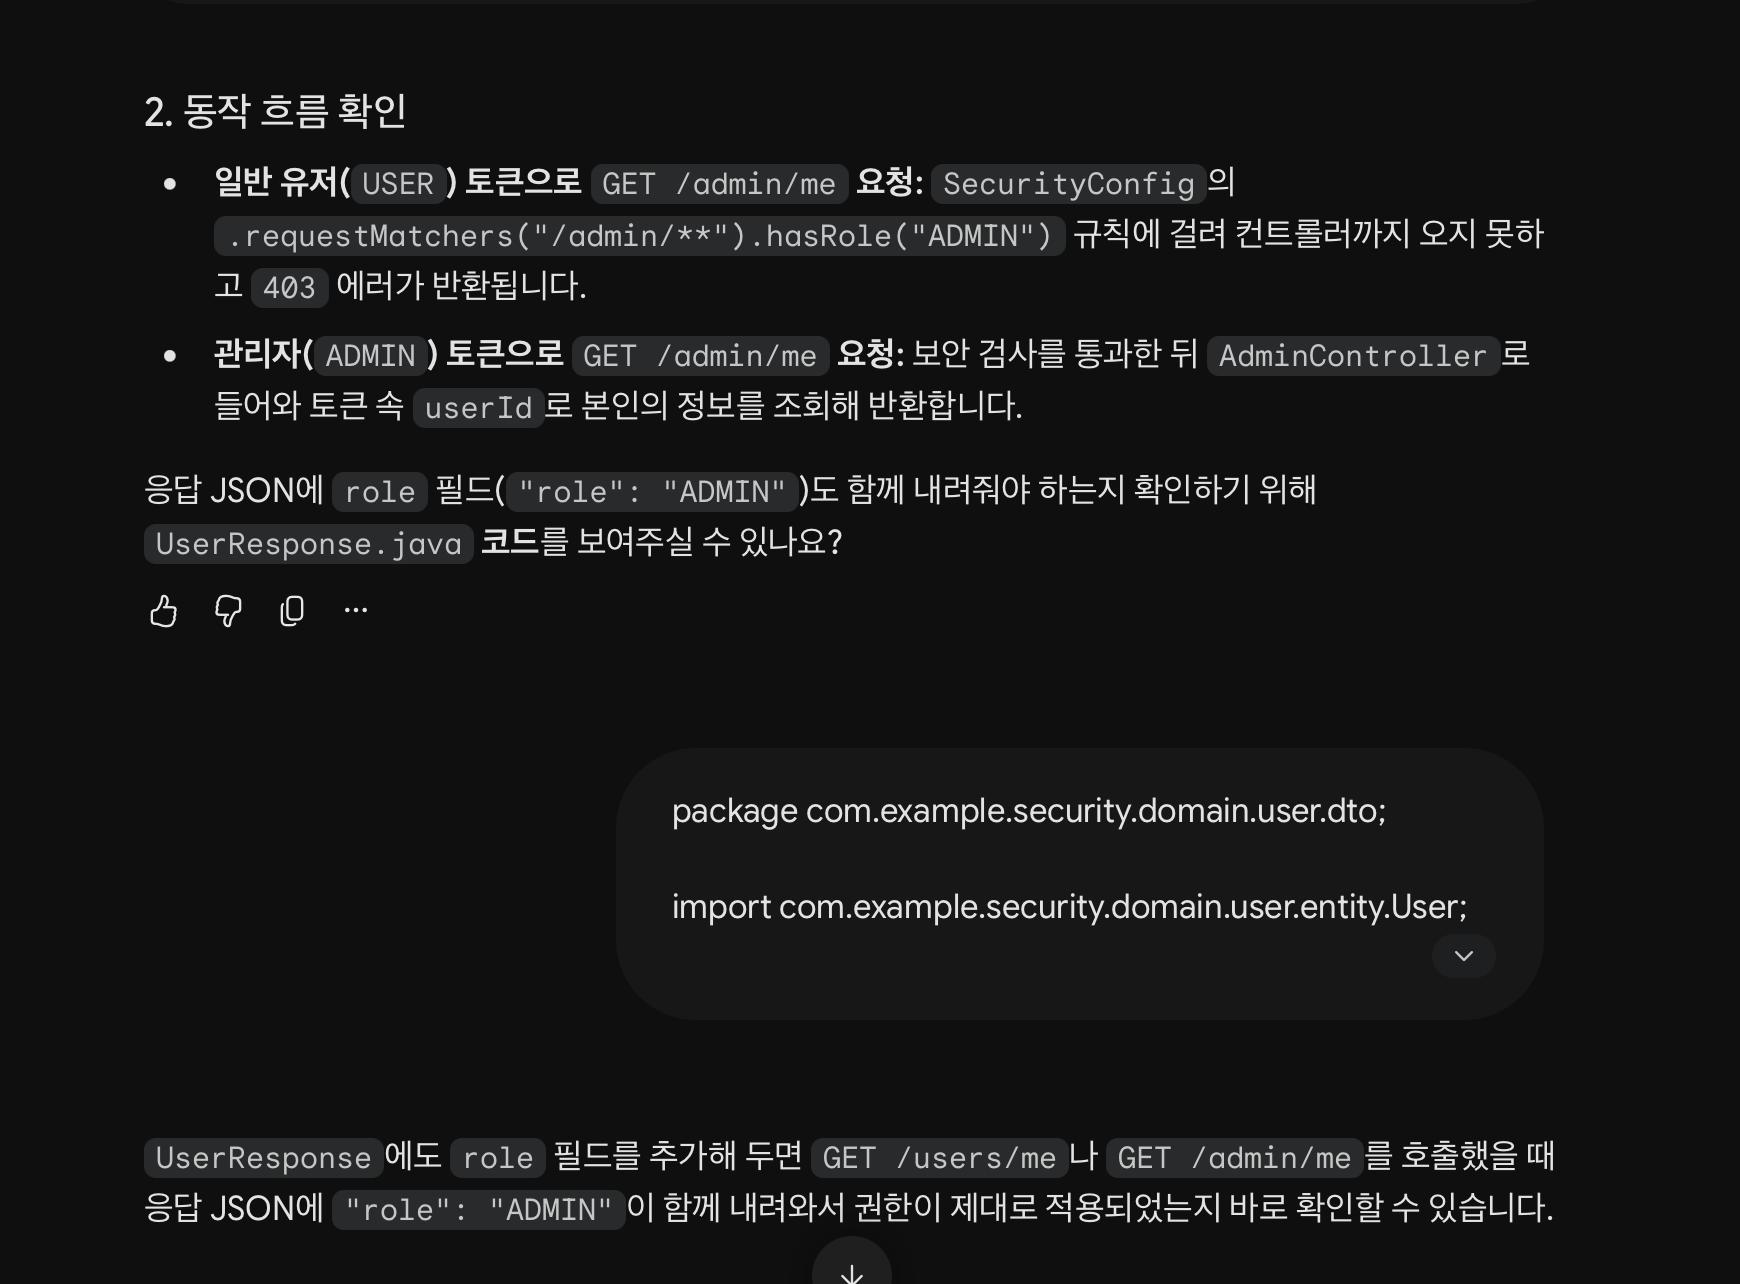 2. 동작 흐름 확인
• 일반 유저(USER) 토큰으로 GET /admin/me 요청: SecurityConfig의
.requestMatchers("/admin/**").hasRole("ADMIN") 규칙에 걸려 컨트롤러까지 오지 못하
고 403 에러가 반환됩니다.
• 관리자(ADMIN) 토큰으로 GET /admin/me 요청: 보안 검사를 통과한 뒤 AdminController로
들어와 토큰 속 userId로 본인의 정보를 조회해 반환합니다.
응답 JSON에 role 필드("role": "ADMIN")도 함께 내려줘야 하는지 확인하기 위해
UserResponse.java 코드를 보여주실 수 있나요?
package com.example.security.domain.user.dto;
import com.example.security.domain.user.entity.User;
UserResponse에도 role 필드를 추가해 두면 GET /users/me나 GET /admin/me를 호출했을 때
응답 JSON에 "role": "ADMIN"이 함께 내려와서 권한이 제대로 적용되었는지 바로 확인할 수 있습니다.